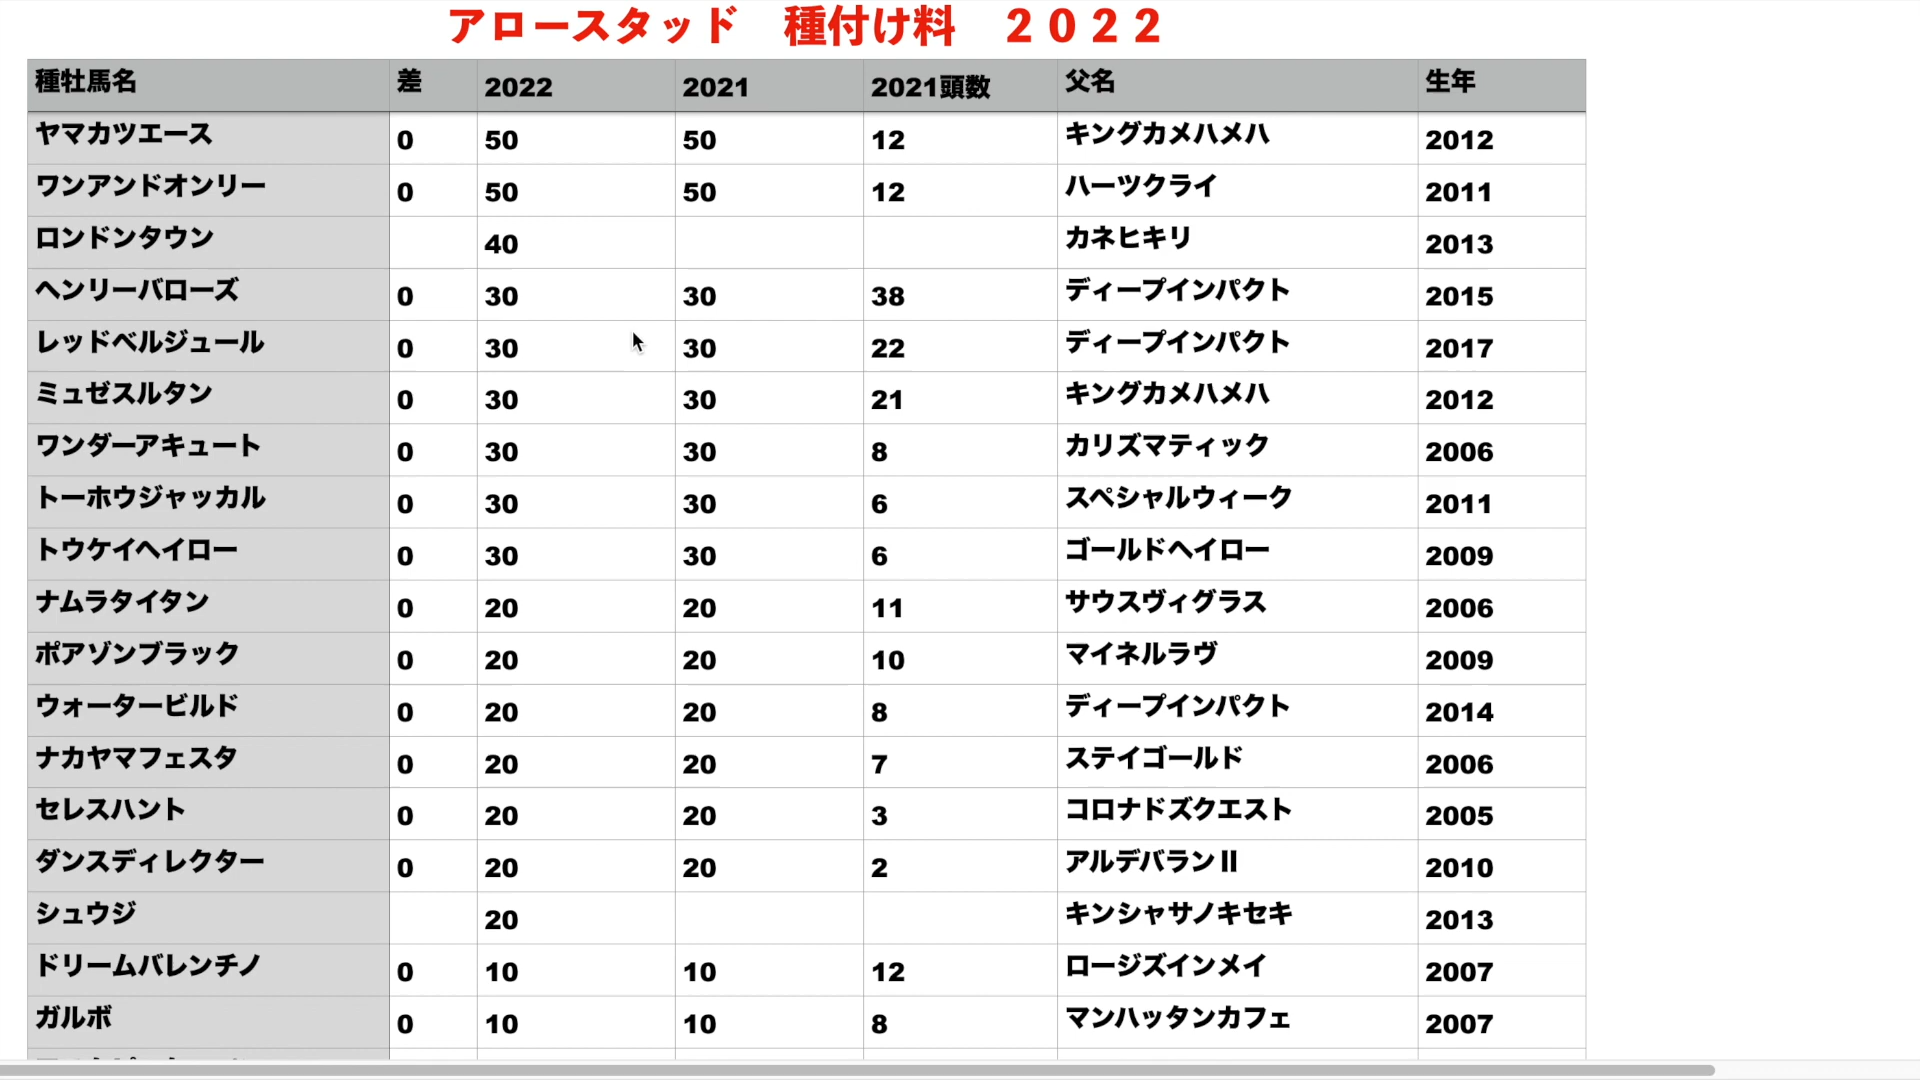 アロースタッド　種付け料　２０２２
種牡馬名 差 2022 2021 2021頭数 父名 生年
ヤマカツエース 0 50 50 12 キングカメハメハ 2012
ワンアンドオンリー 0 50 50 12 ハーツクライ 2011
ロンドンタウン 40 カネヒキリ 2013
ヘンリーバローズ 0 30 30 38 ディープインパクト 2015
レッドベルジュール 0 30 30 22 ディープインパクト 2017
ミュゼスルタン 0 30 30 21 キングカメハメハ 2012
ワンダーアキュート 0 30 30 8 カリズマティック 2006
トーホウジャッカル 0 30 30 6 スペシャルウィーク 2011
トウケイヘイロー 0 30 30 6 ゴールドヘイロー 2009
ナムラタイタン 0 20 20 11 サウスヴィグラス 2006
ポアゾンブラック 0 20 20 10 マイネルラヴ 2009
ウォータービルド 0 20 20 8 ディープインパクト 2014
ナカヤマフェスタ 0 20 20 7 ステイゴールド 2006
セレスハント 0 20 20 3 コロナドズクエスト 2005
ダンスディレクター 0 20 20 2 アルデバランⅡ 2010
シュウジ 20 キンシャサノキセキ 2013
ドリームバレンチノ 0 10 10 12 ロージズインメイ 2007
ガルボ 0 10 10 8 マンハッタンカフェ 2007